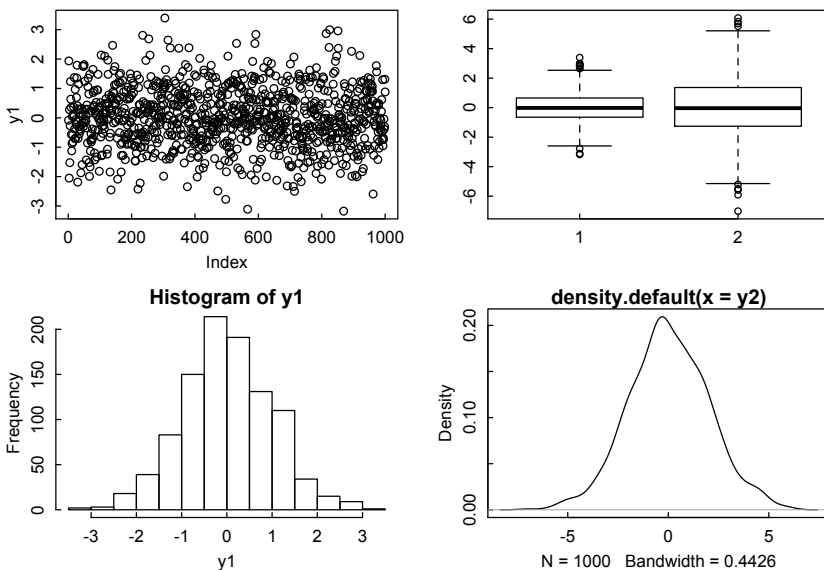 y1
3
2
1
0
-1
-2
-3
0 200 400 600 800 1000
Index
6
4
2
0
-2
-4
-6
1 2
Histogram of y1
Frequency
200
150
100
50
0
-3 -2 -1 0 1 2 3
y1
density.default(x = y2)
Density
0.20
0.10
0.00
-5 0 5
N = 1000 Bandwidth = 0.4426